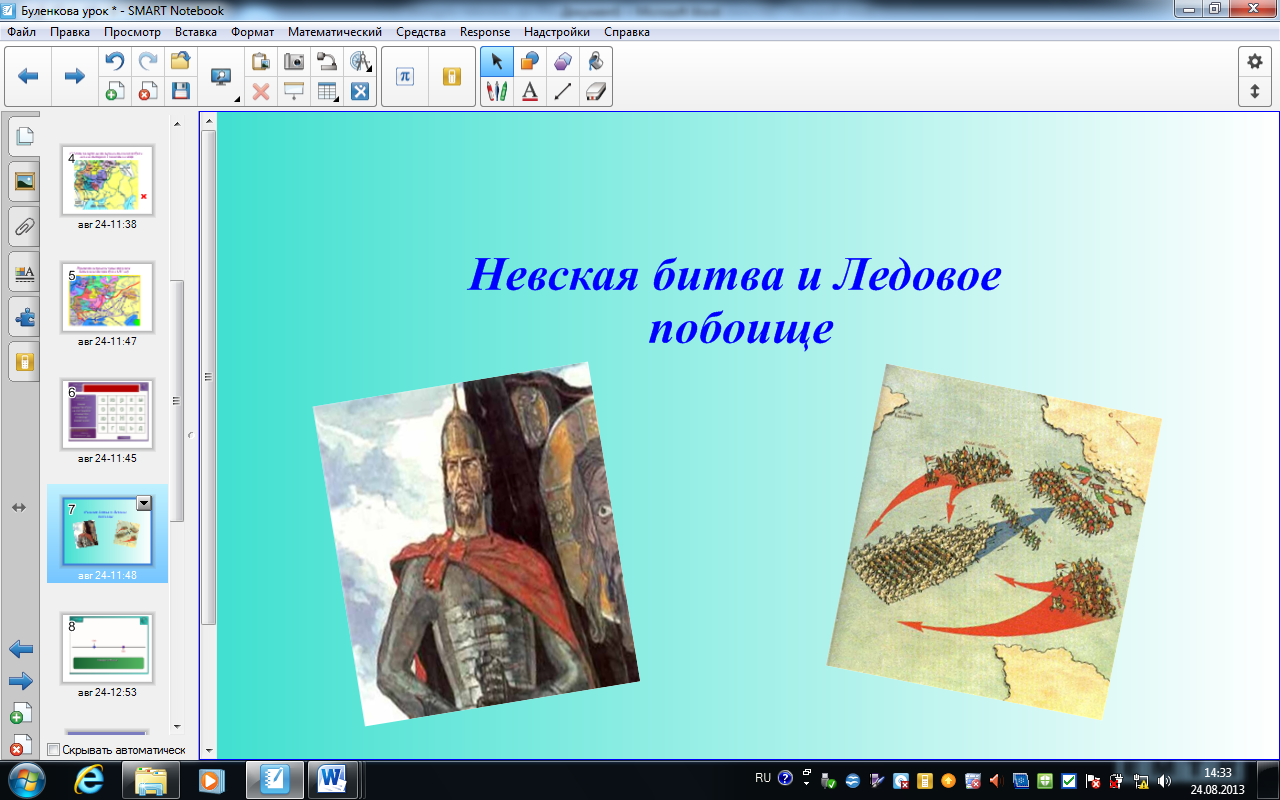 Буленкова урок * - SMART Notebook
Файл Правка Просмотр Вставка Формат Математический Средства Response Надстройки Справка
π
A
4
авг 24-11:38
5
авг 24-11:47
6
авг 24-11:45
7
авг 24-11:48
8
авг 24-12:53
Скрывать автоматическ
Невская битва и Ледовое
побоище
RU
14:33
24.08.2013